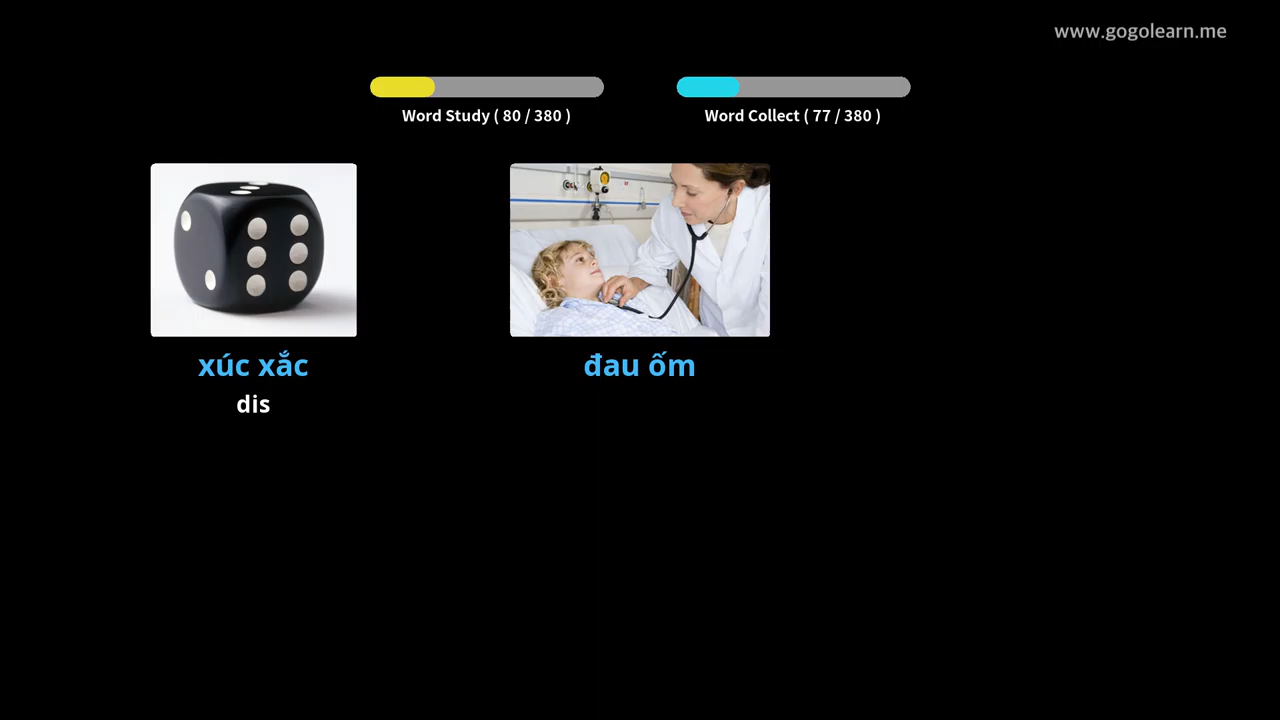 www.gogolearn.me
Word Study ( 80 / 380 )
Word Collect ( 77 / 380 )
xúc xắc
dis
đau ốm